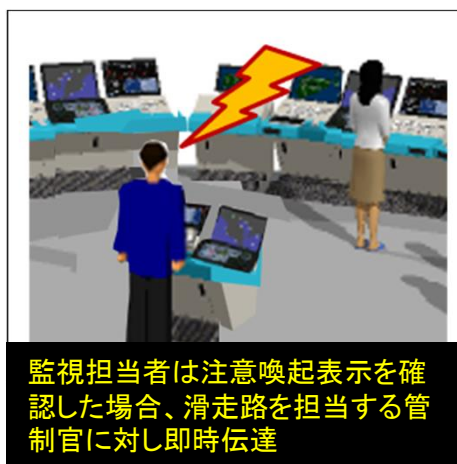 監視担当者は注意喚起表示を確
認した場合、滑走路を担当する管
制官に対し即時伝達